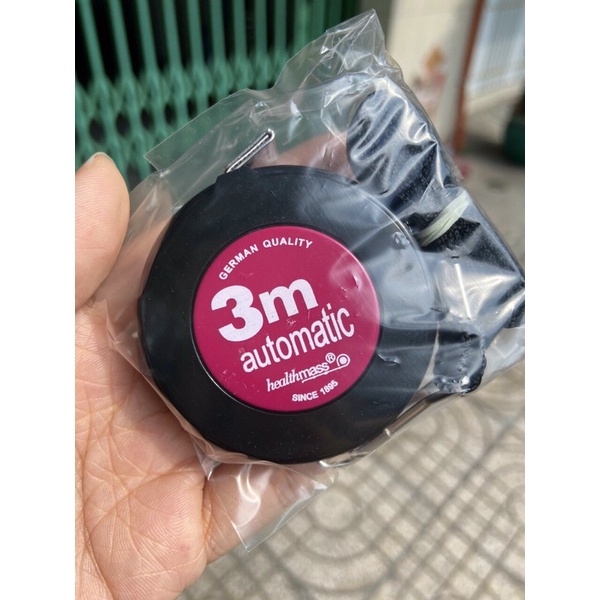 GERMAN QUALITY
3m
automatic
healthmass®
SINCE 1895